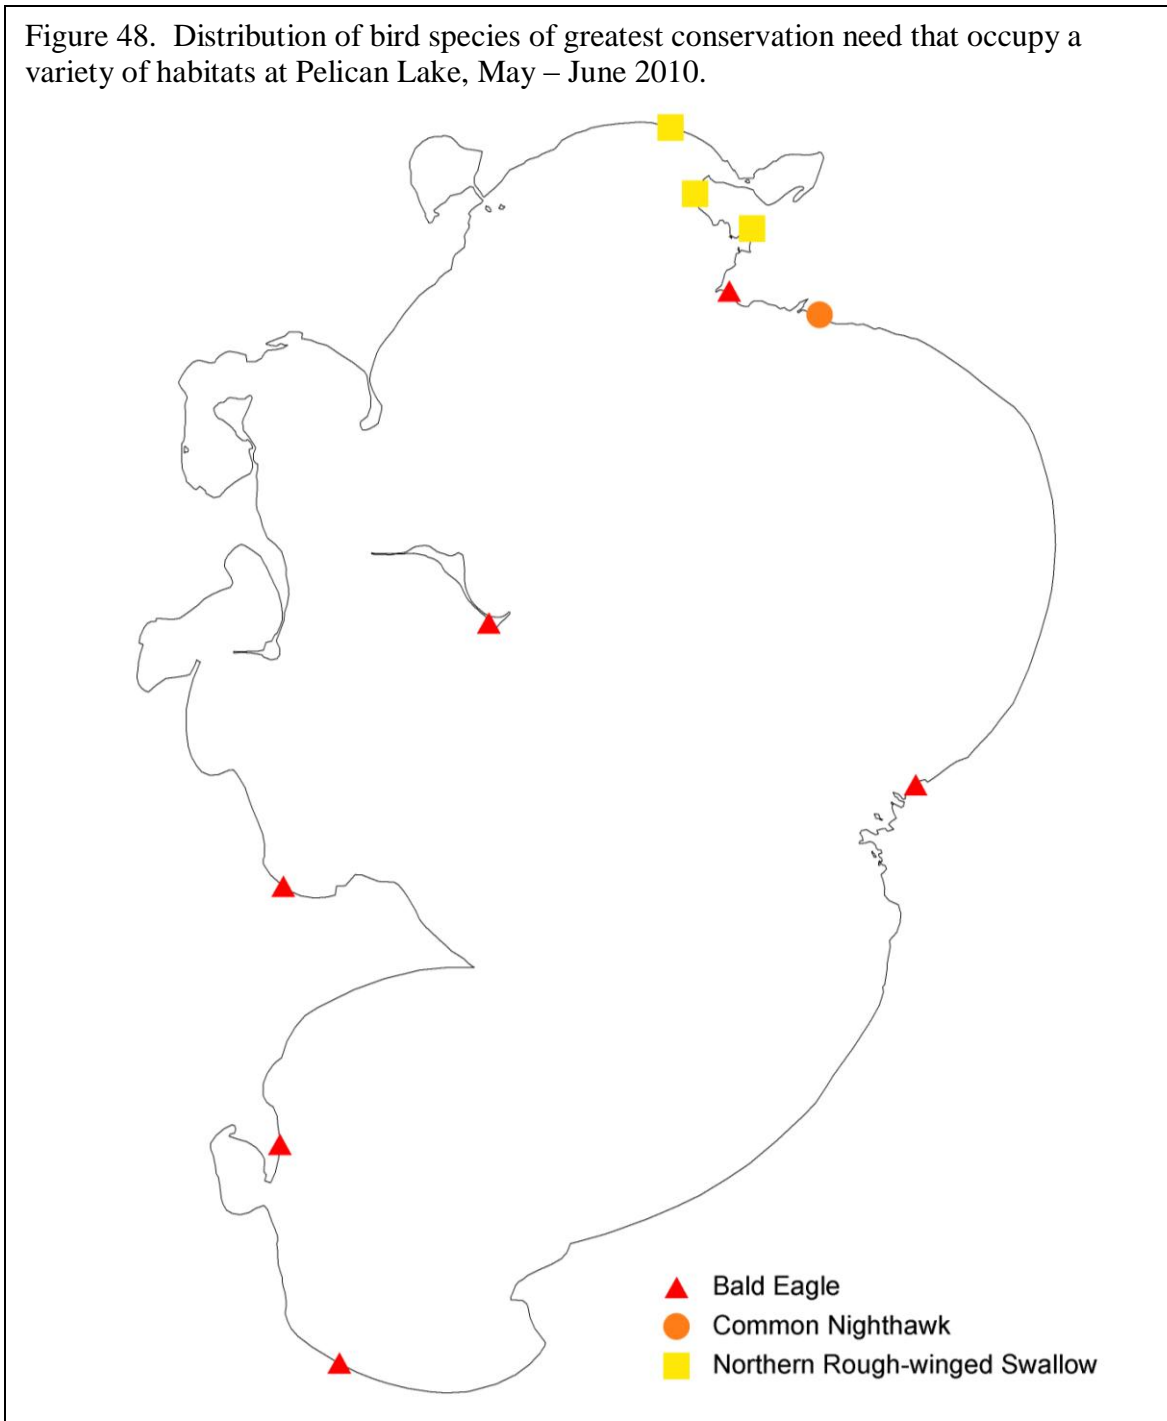 Figure 48.  Distribution of bird species of greatest conservation need that occupy a
variety of habitats at Pelican Lake, May – June 2010.
Bald Eagle
Common Nighthawk
Northern Rough-winged Swallow